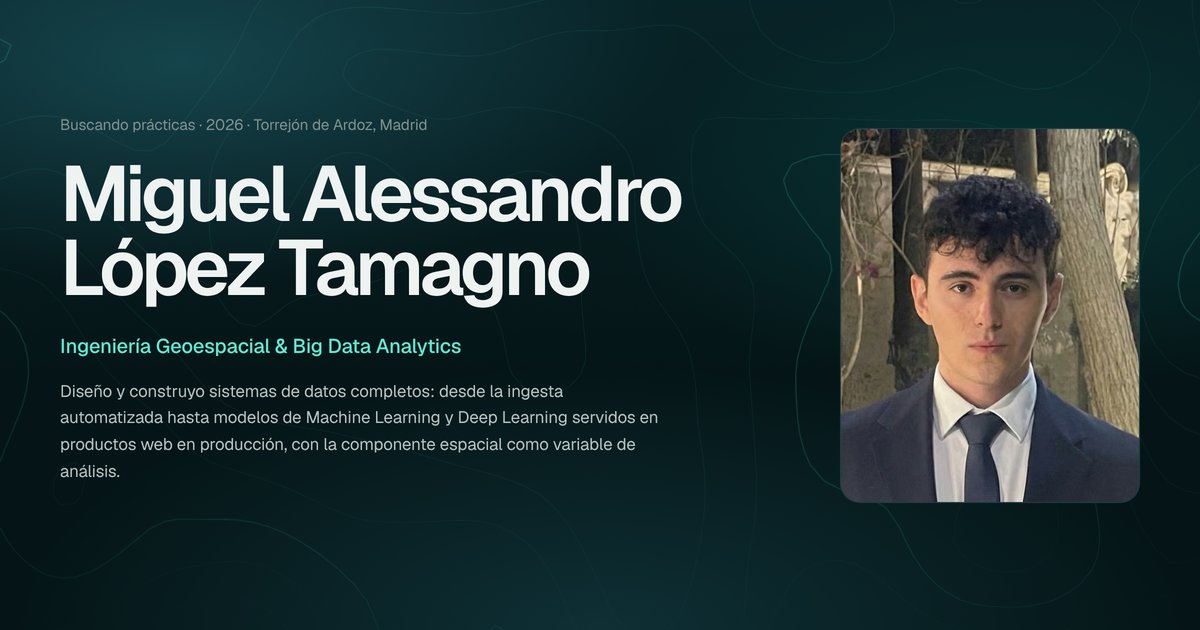 Buscando prácticas · 2026 · Torrejón de Ardoz, Madrid
Miguel Alessandro
López Tamagno
Ingeniería Geoespacial & Big Data Analytics
Diseño y construyo sistemas de datos completos: desde la ingesta
automatizada hasta modelos de Machine Learning y Deep Learning servidos en
productos web en producción, con la componente espacial como variable de
análisis.